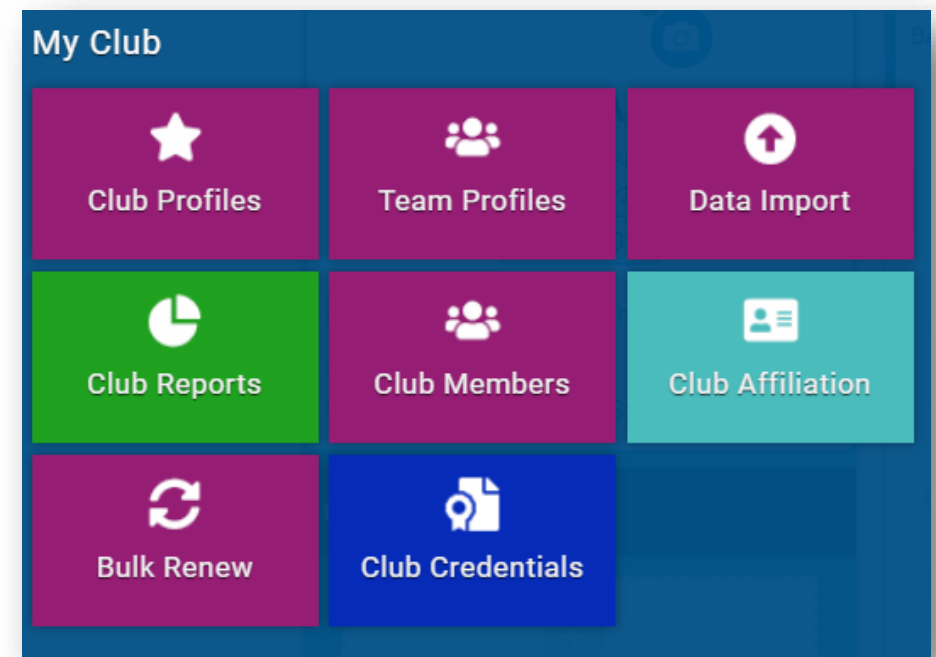 My Club
Club Profiles
Team Profiles
Data Import
Club Reports
Club Members
Club Affiliation
Bulk Renew
Club Credentials